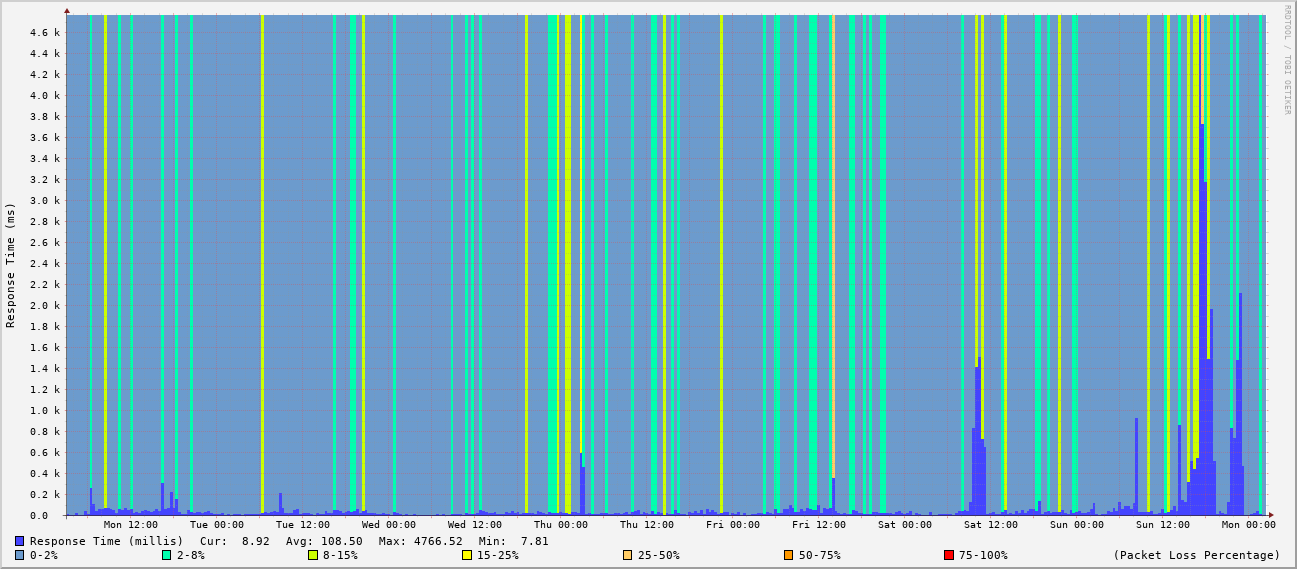 RRDTOOL / TOBI OETIKER
Response Time (ms)
4.6 k
4.4 k
4.2 k
4.0 k
3.8 k
3.6 k
3.4 k
3.2 k
3.0 k
2.8 k
2.6 k
2.4 k
2.2 k
2.0 k
1.8 k
1.6 k
1.4 k
1.2 k
1.0 k
0.8 k
0.6 k
0.4 k
0.2 k
0.0
Mon 12:00 Tue 00:00 Tue 12:00 Wed 00:00 Wed 12:00 Thu 00:00 Thu 12:00 Fri 00:00 Fri 12:00 Sat 00:00 Sat 12:00 Sun 00:00 Sun 12:00 Mon 00:00
Response Time (millis) Cur: 8.92 Avg: 108.50 Max: 4766.52 Min: 7.81
0-2% 2-8% 8-15% 15-25% 25-50% 50-75% 75-100% (Packet Loss Percentage)